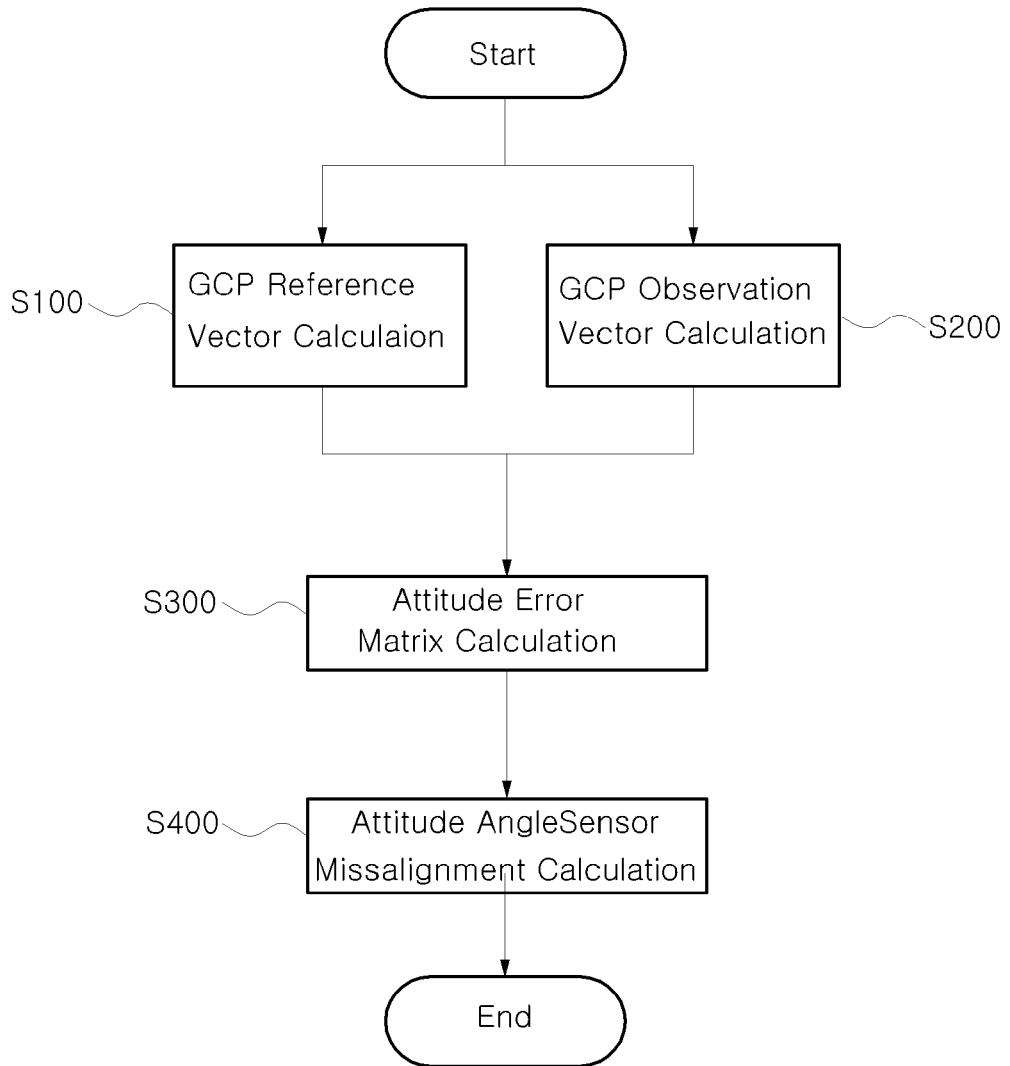 Start
S100
GCP Reference
Vector Calculaion
GCP Observation
Vector Calculation
S200
S300
Attitude Error
Matrix Calculation
S400
Attitude AngleSensor
Missalignment Calculation
End